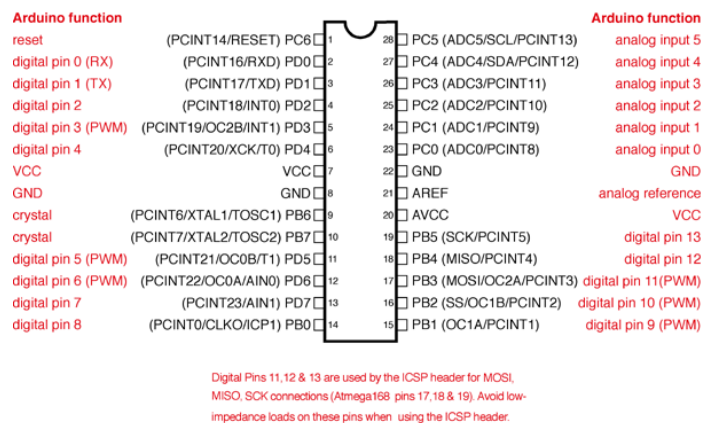 Arduino function Arduino function
reset (PCINT14/RESET) PC6 1 28 PC5 (ADC5/SCL/PCINT13) analog input 5
digital pin 0 (RX) (PCINT16/RXD) PD0 2 27 PC4 (ADC4/SDA/PCINT12) analog input 4
digital pin 1 (TX) (PCINT17/TXD) PD1 3 26 PC3 (ADC3/PCINT11) analog input 3
digital pin 2 (PCINT18/INT0) PD2 4 25 PC2 (ADC2/PCINT10) analog input 2
digital pin 3 (PWM) (PCINT19/OC2B/INT1) PD3 5 24 PC1 (ADC1/PCINT9) analog input 1
digital pin 4 (PCINT20/XCK/T0) PD4 6 23 PC0 (ADC0/PCINT8) analog input 0
VCC VCC 7 22 GND GND
GND GND 8 21 AREF analog reference
crystal (PCINT6/XTAL1/TOSC1) PB6 9 20 AVCC VCC
crystal (PCINT7/XTAL2/TOSC2) PB7 10 19 PB5 (SCK/PCINT5) digital pin 13
digital pin 5 (PWM) (PCINT21/OC0B/T1) PD5 11 18 PB4 (MISO/PCINT4) digital pin 12
digital pin 6 (PWM) (PCINT22/OC0A/AIN0) PD6 12 17 PB3 (MOSI/OC2A/PCINT3) digital pin 11(PWM)
digital pin 7 (PCINT23/AIN1) PD7 13 16 PB2 (SS/OC1B/PCINT2) digital pin 10 (PWM)
digital pin 8 (PCINT0/CLKO/ICP1) PB0 14 15 PB1 (OC1A/PCINT1) digital pin 9 (PWM)
Digital Pins 11,12 & 13 are used by the ICSP header for MOSI,
MISO, SCK connections (Atmega168 pins 17,18 & 19). Avoid low-
impedance loads on these pins when using the ICSP header.